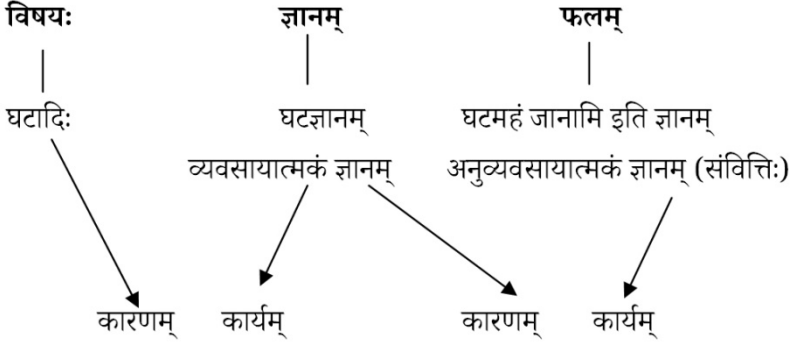 विषयः ज्ञानम् फलम्
घटादिः घटज्ञानम् घटमहं जानामि इति ज्ञानम्
व्यवसायात्मकं ज्ञानम् अनुव्यवसायात्मकं ज्ञानम् (संवित्तिः)
कारणम् कार्यम् कारणम् कार्यम्